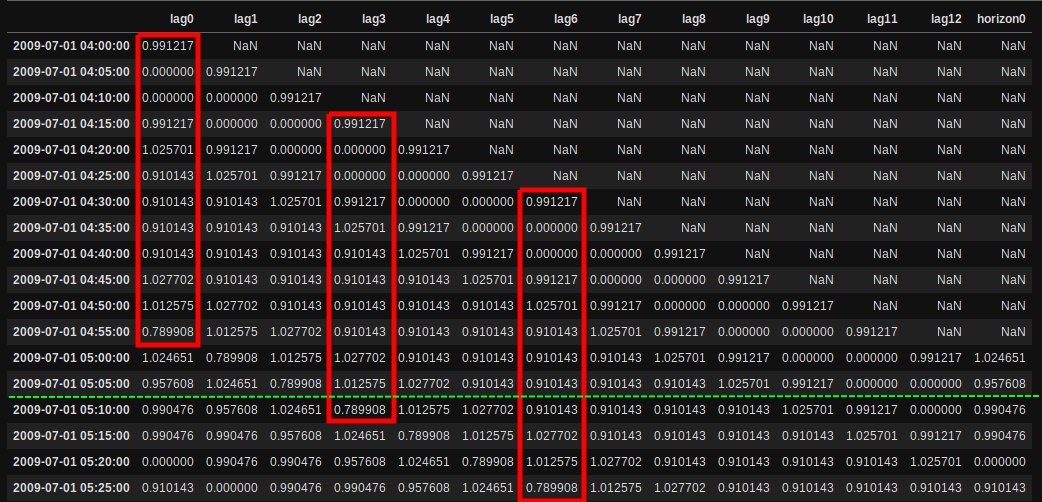 lag0 lag1 lag2 lag3 lag4 lag5 lag6 lag7 lag8 lag9 lag10 lag11 lag12 horizon0
2009-07-01 04:00:00 0.991217 NaN NaN NaN NaN NaN NaN NaN NaN NaN NaN NaN NaN NaN
2009-07-01 04:05:00 0.000000 0.991217 NaN NaN NaN NaN NaN NaN NaN NaN NaN NaN NaN NaN
2009-07-01 04:10:00 0.000000 0.000000 0.991217 NaN NaN NaN NaN NaN NaN NaN NaN NaN NaN NaN
2009-07-01 04:15:00 0.991217 0.000000 0.000000 0.991217 NaN NaN NaN NaN NaN NaN NaN NaN NaN NaN
2009-07-01 04:20:00 1.025701 0.991217 0.000000 0.000000 0.991217 NaN NaN NaN NaN NaN NaN NaN NaN NaN
2009-07-01 04:25:00 0.910143 1.025701 0.991217 0.000000 0.000000 0.991217 NaN NaN NaN NaN NaN NaN NaN NaN
2009-07-01 04:30:00 0.910143 0.910143 1.025701 0.991217 0.000000 0.000000 0.991217 NaN NaN NaN NaN NaN NaN NaN
2009-07-01 04:35:00 0.910143 0.910143 0.910143 1.025701 0.991217 0.000000 0.000000 0.991217 NaN NaN NaN NaN NaN NaN
2009-07-01 04:40:00 0.910143 0.910143 0.910143 0.910143 1.025701 0.991217 0.000000 0.000000 0.991217 NaN NaN NaN NaN NaN
2009-07-01 04:45:00 1.027702 0.910143 0.910143 0.910143 0.910143 1.025701 0.991217 0.000000 0.000000 0.991217 NaN NaN NaN NaN
2009-07-01 04:50:00 1.012575 1.027702 0.910143 0.910143 0.910143 0.910143 1.025701 0.991217 0.000000 0.000000 0.991217 NaN NaN NaN
2009-07-01 04:55:00 0.789908 1.012575 1.027702 0.910143 0.910143 0.910143 0.910143 1.025701 0.991217 0.000000 0.000000 0.991217 NaN NaN
2009-07-01 05:00:00 1.024651 0.789908 1.012575 1.027702 0.910143 0.910143 0.910143 0.910143 1.025701 0.991217 0.000000 0.000000 0.991217 1.024651
2009-07-01 05:05:00 0.957608 1.024651 0.789908 1.012575 1.027702 0.910143 0.910143 0.910143 0.910143 1.025701 0.991217 0.000000 0.000000 0.957608
2009-07-01 05:10:00 0.990476 0.957608 1.024651 0.789908 1.012575 1.027702 0.910143 0.910143 0.910143 0.910143 1.025701 0.991217 0.000000 0.990476
2009-07-01 05:15:00 0.990476 0.990476 0.957608 1.024651 0.789908 1.012575 1.027702 0.910143 0.910143 0.910143 0.910143 1.025701 0.991217 0.990476
2009-07-01 05:20:00 0.000000 0.990476 0.990476 0.957608 1.024651 0.789908 1.012575 1.027702 0.910143 0.910143 0.910143 0.910143 1.025701 0.000000
2009-07-01 05:25:00 0.910143 0.000000 0.990476 0.990476 0.957608 1.024651 0.789908 1.012575 1.027702 0.910143 0.910143 0.910143 0.910143 0.910143